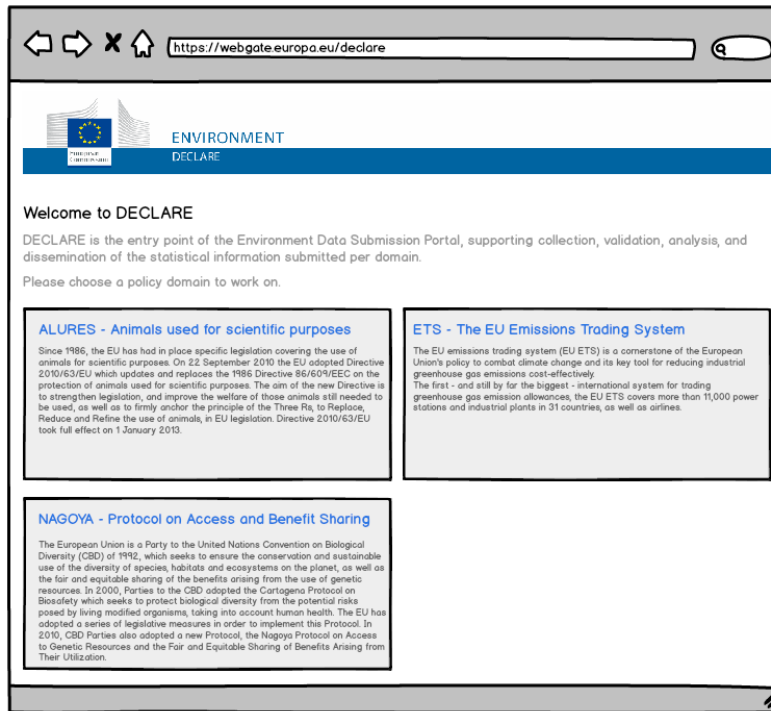 https://webgate.europa.eu/declare
ENVIRONMENT
European
Commission
DECLARE
Welcome to DECLARE
DECLARE is the entry point of the Environment Data Submission Portal, supporting collection, validation, analysis, and
dissemination of the statistical information submitted per domain.
Please choose a policy domain to work on.
ALURES - Animals used for scientific purposes
Since 1986, the EU has had in place specific legislation covering the use of
animals for scientific purposes. On 22 September 2010 the EU adopted Directive
2010/63/EU which updates and replaces the 1986 Directive 86/609/EEC on the
protection of animals used for scientific purposes. The aim of the new Directive is
to strengthen legislation, and improve the welfare of those animals still needed to
be used, as well as to firmly anchor the principle of the Three Rs, to Replace,
Reduce and Refine the use of animals, in EU legislation. Directive 2010/63/EU
took full effect on 1 January 2013.
ETS - The EU Emissions Trading System
The EU emissions trading system (EU ETS) is a cornerstone of the European
Union's policy to combat climate change and its key tool for reducing industrial
greenhouse gas emissions cost-effectively.
The first - and still by far the biggest - international system for trading
greenhouse gas emission allowances, the EU ETS covers more than 11,000 power
stations and industrial plants in 31 countries, as well as airlines.
NAGOYA - Protocol on Access and Benefit Sharing
The European Union is a Party to the United Nations Convention on Biological
Diversity (CBD) of 1992, which seeks to ensure the conservation and sustainable
use of the diversity of species, habitats and ecosystems on the planet, as well as
the fair and equitable sharing of the benefits arising from the use of genetic
resources. In 2000, Parties to the CBD adopted the Cartagena Protocol on
Biosafety which seeks to protect biological diversity from the potential risks
posed by living modified organisms, taking into account human health. The EU has
adopted a series of legislative measures in order to implement this Protocol. In
2010, CBD Parties also adopted a new Protocol, the Nagoya Protocol on Access
to Genetic Resources and the Fair and Equitable Sharing of Benefits Arising from
Their Utilization.